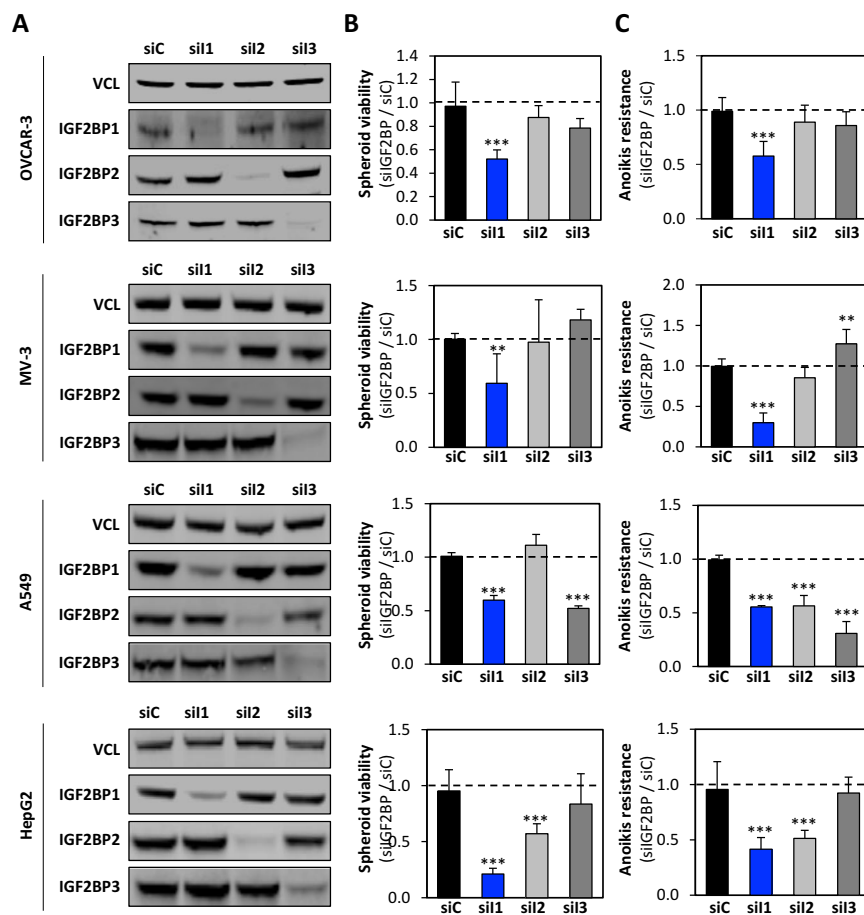 A
B
C
siC siI1 siI2 siI3
OVCAR-3
VCL
IGF2BP1
IGF2BP2
IGF2BP3
Spheroid viability
(siIGF2BP / siC)
1.4
1.2
1.0
0.8
0.6
0.4
0.2
0.0
***
siC siI1 siI2 siI3
Anoikis resistance
(siIGF2BP / siC)
1.5
1.0
0.5
0.0
***
siC siI1 siI2 siI3
siC siI1 siI2 siI3
MV-3
VCL
IGF2BP1
IGF2BP2
IGF2BP3
Spheroid viability
(siIGF2BP / siC)
1.5
1.0
0.5
0.0
**
siC siI1 siI2 siI3
Anoikis resistance
(siIGF2BP / siC)
2.0
1.5
1.0
0.5
0.0
*** **
siC siI1 siI2 siI3
siC siI1 siI2 siI3
A549
VCL
IGF2BP1
IGF2BP2
IGF2BP3
Spheroid viability
(siIGF2BP / siC)
1.5
1.0
0.5
0.0
*** ***
siC siI1 siI2 siI3
Anoikis resistance
(siIGF2BP / siC)
1.5
1.0
0.5
0.0
*** *** ***
siC siI1 siI2 siI3
siC siI1 siI2 siI3
HepG2
VCL
IGF2BP1
IGF2BP2
IGF2BP3
Spheroid viability
(siIGF2BP / siC)
1.5
1.0
0.5
0.0
*** ***
siC siI1 siI2 siI3
Anoikis resistance
(siIGF2BP / siC)
1.5
1.0
0.5
0.0
*** ***
siC siI1 siI2 siI3